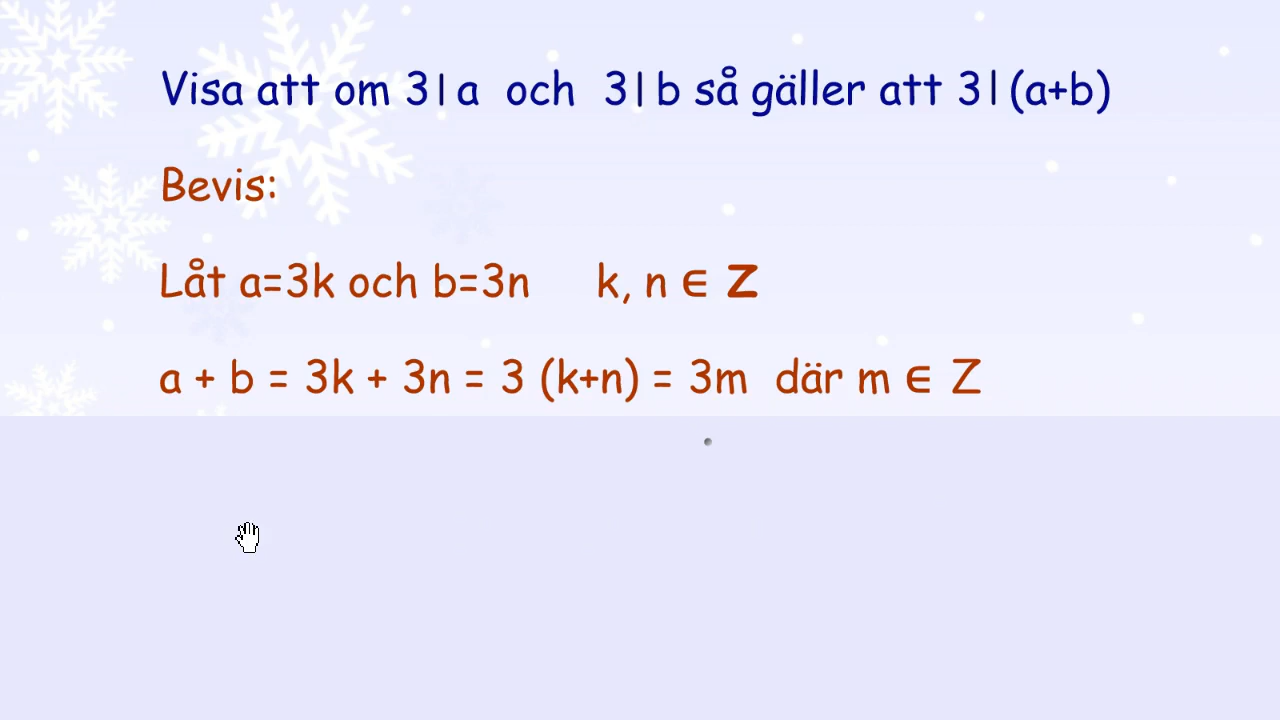 Visa att om 3|a och 3|b så gäller att 3|(a+b)
Bevis:
Låt a=3k och b=3n k, n ∈ Z
a + b = 3k + 3n = 3 (k+n) = 3m där m ∈ Z